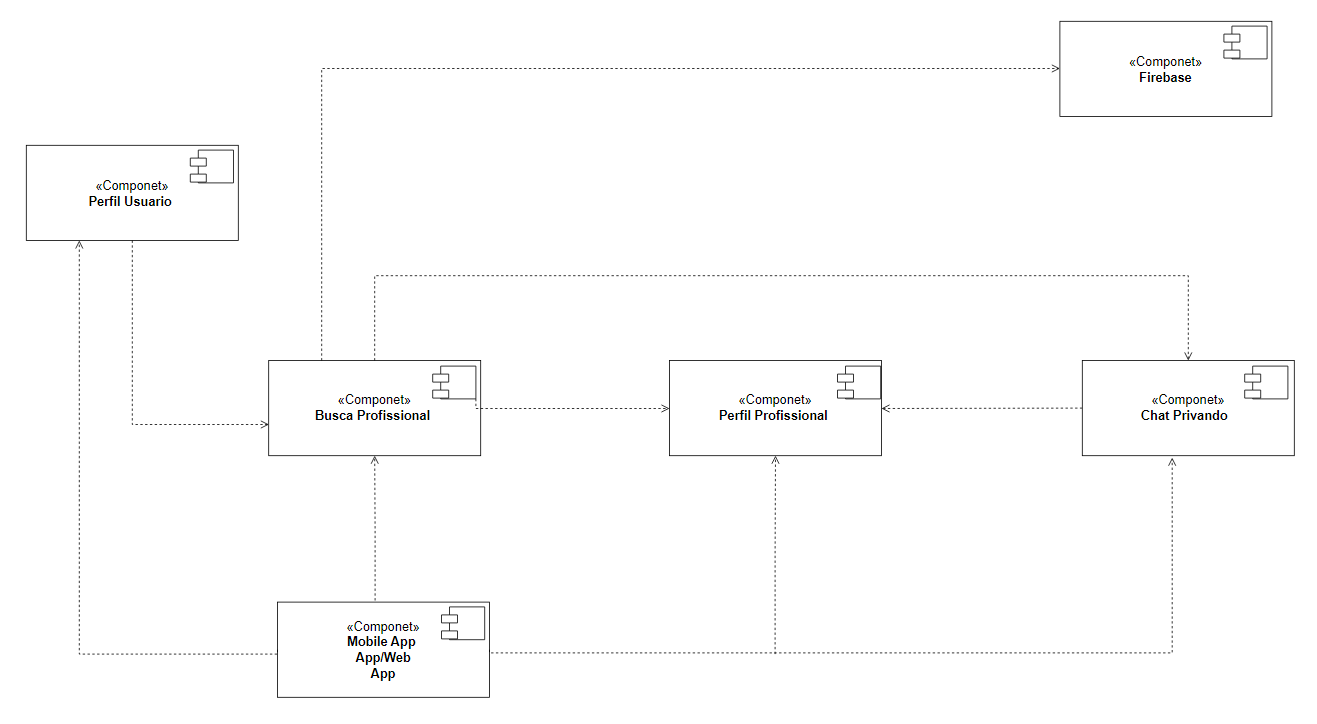 «Componet»
Firebase
«Componet»
Perfil Usuario
«Componet»
Busca Profissional
«Componet»
Perfil Profissional
«Componet»
Chat Privando
«Componet»
Mobile App
App/Web
App